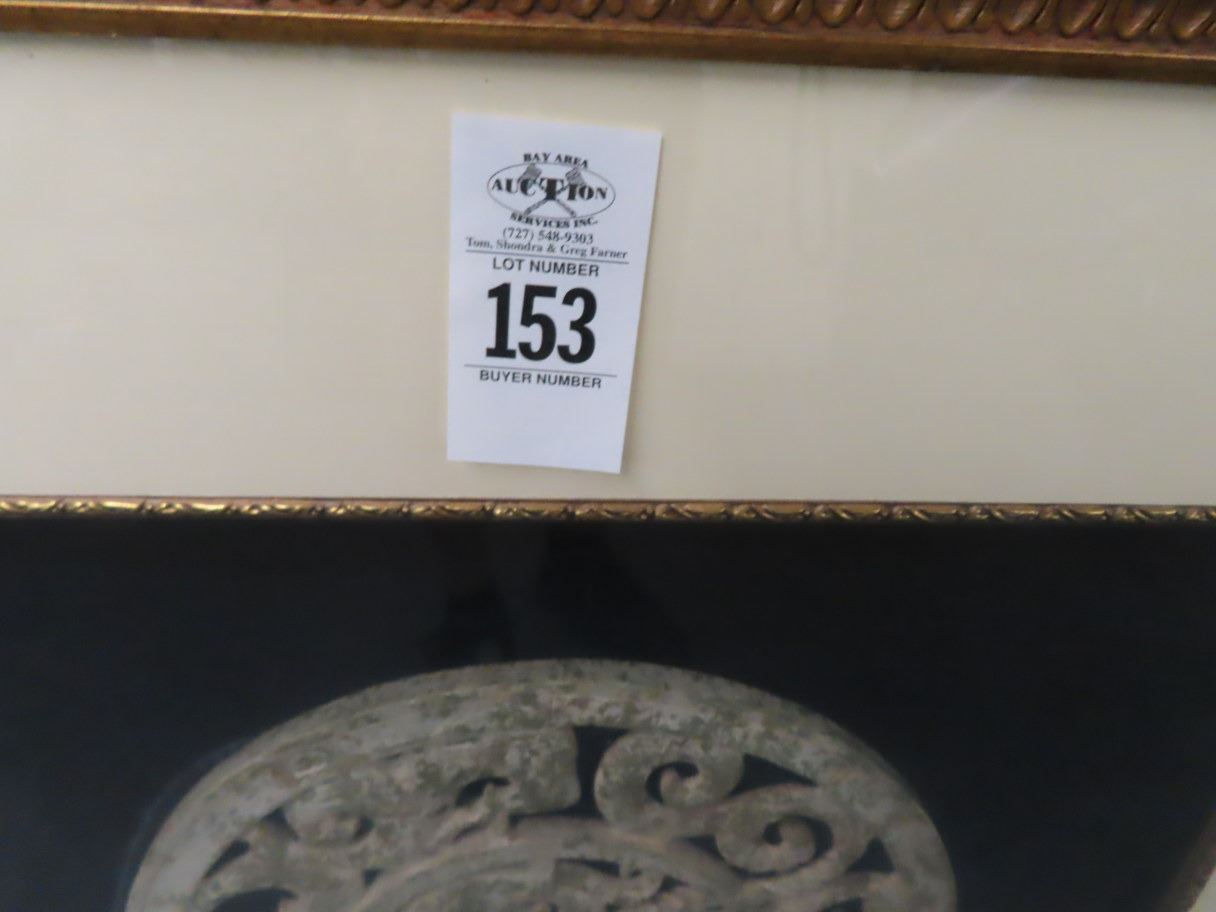 BAY AREA
AUCTION
SERVICES INC.
(727) 548-9303
Tom, Shondra & Greg Farner
LOT NUMBER
153
BUYER NUMBER